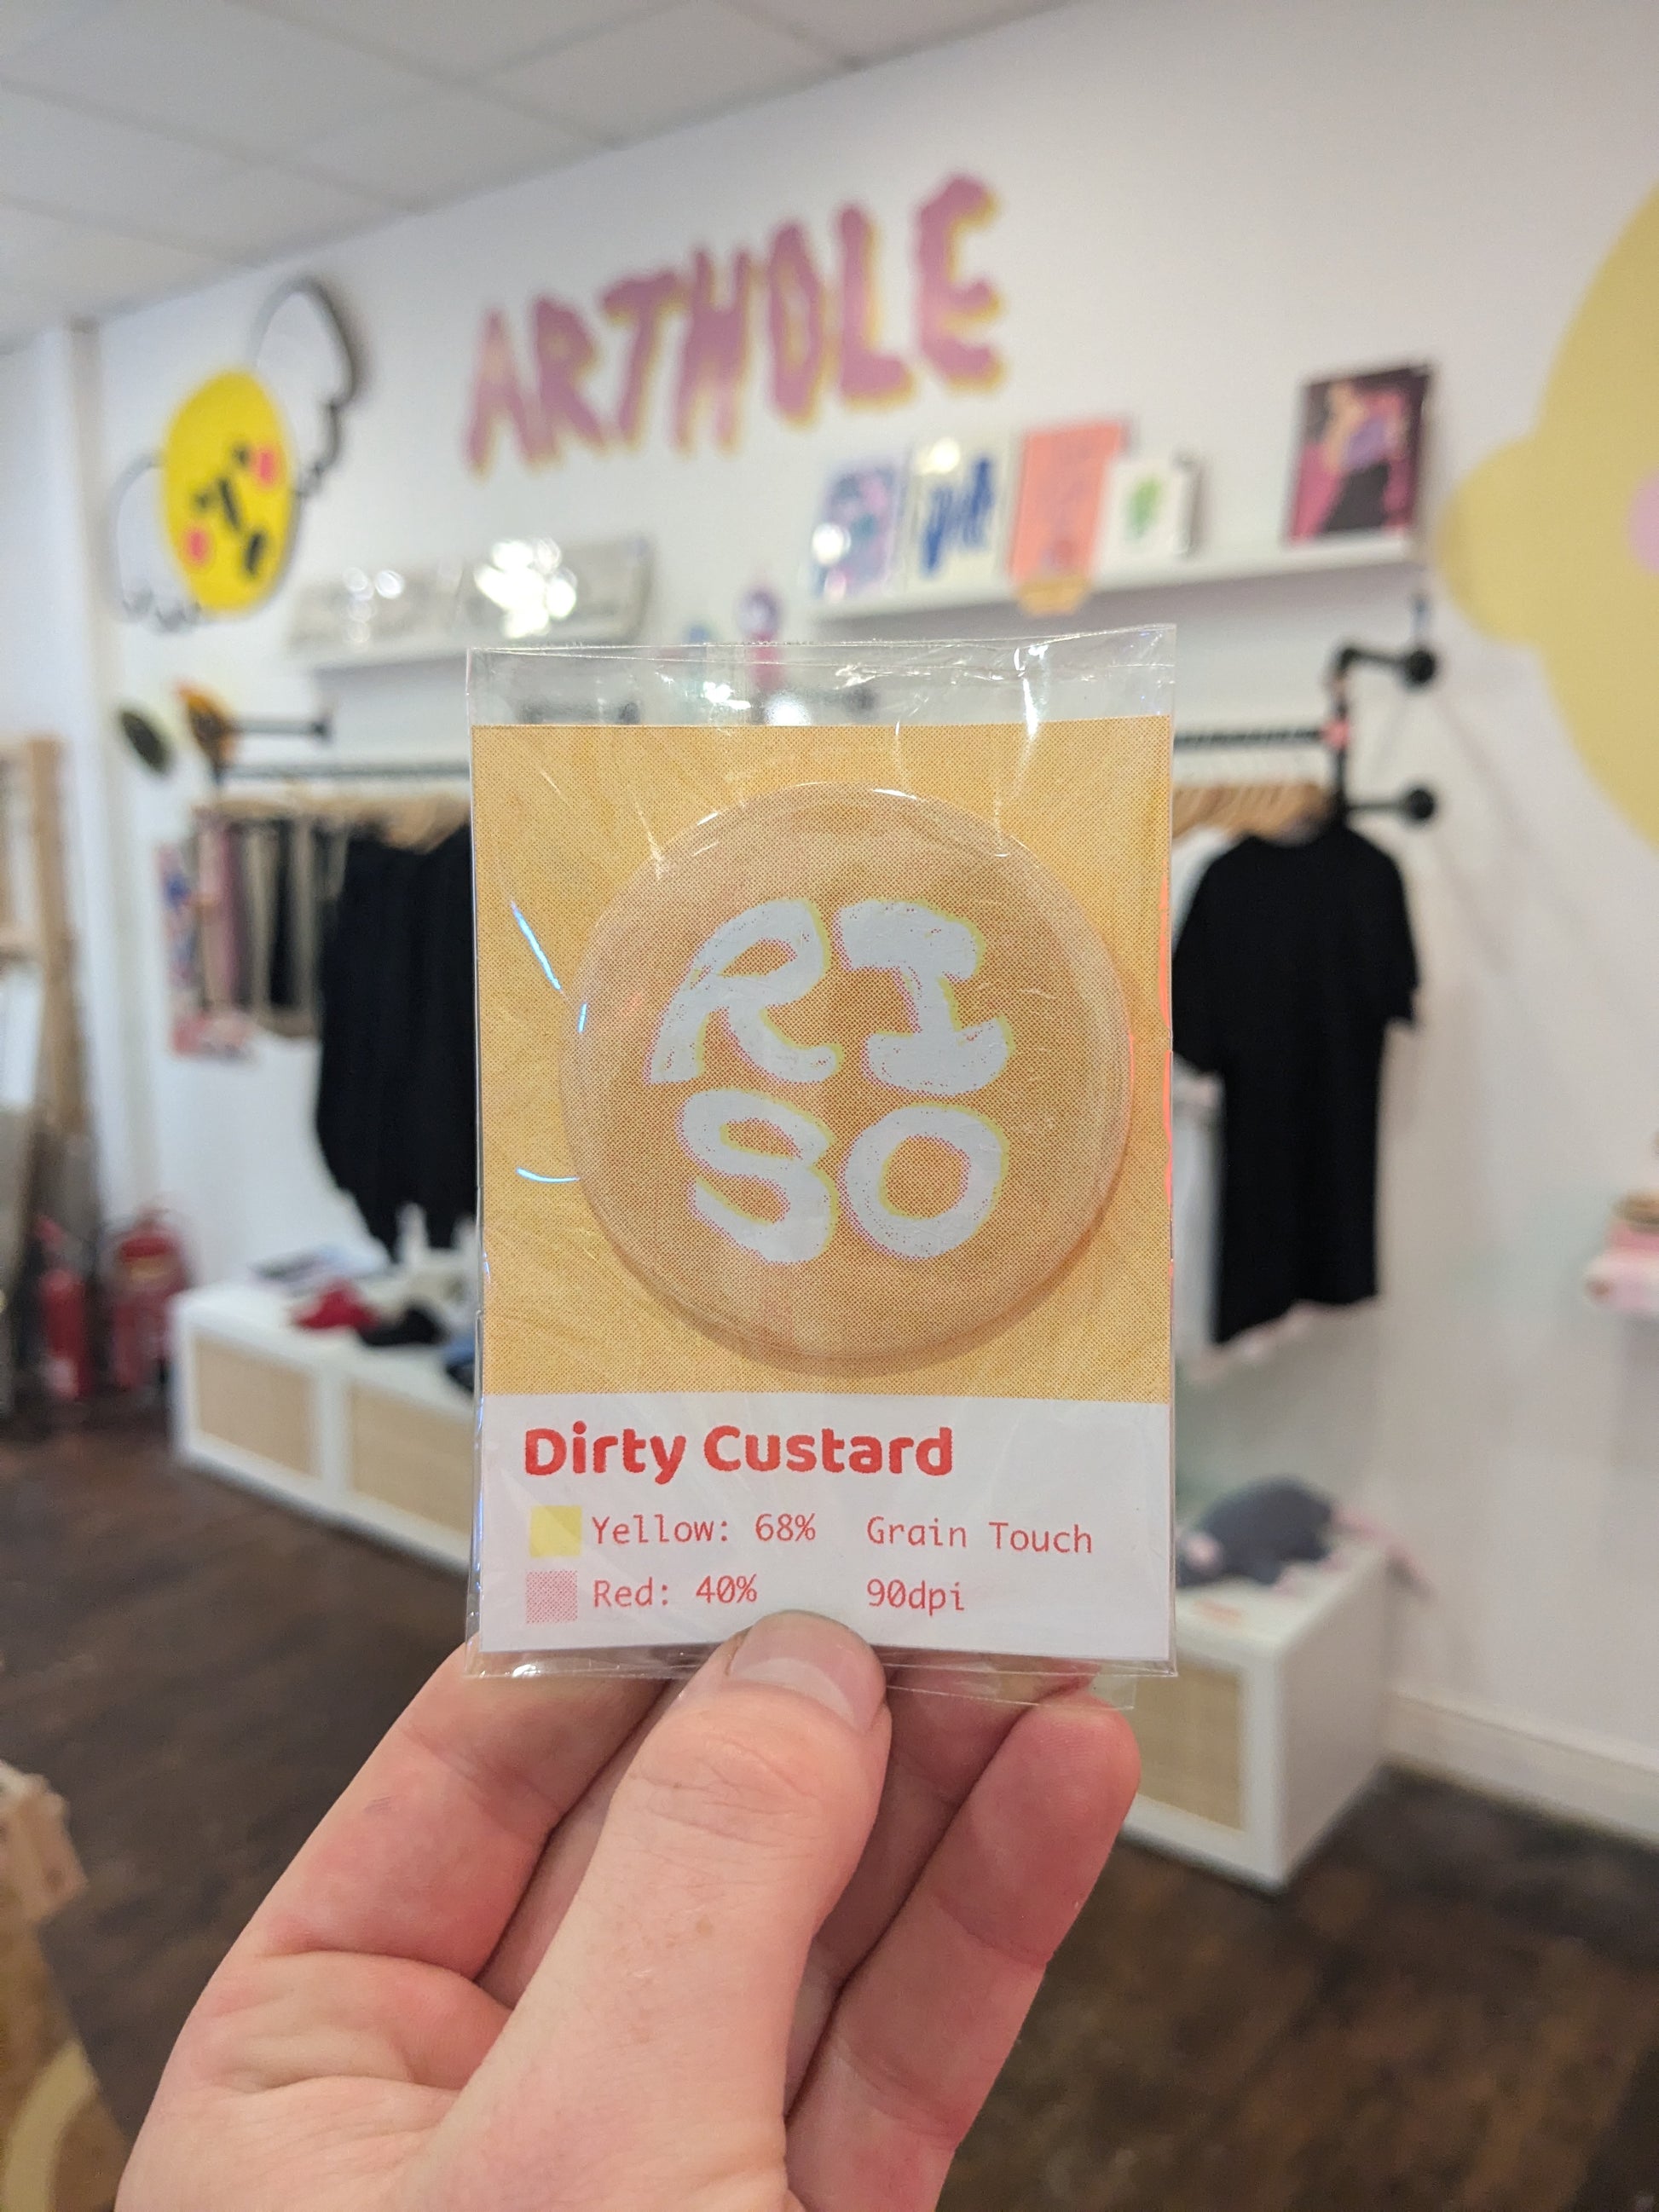 ARTHOLE
RI
SO
Dirty Custard
Yellow: 68% Grain Touch
Red: 40% 90dpi